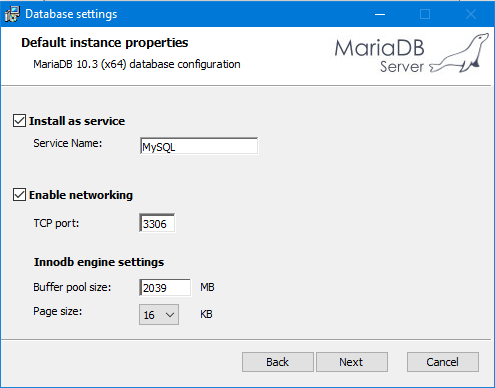 Database settings
Default instance properties
MariaDB 10.3 (x64) database configuration
MariaDB
Server
Install as service
Service Name: MySQL
Enable networking
TCP port: 3306
Innodb engine settings
Buffer pool size: 2039 MB
Page size: 16 KB
Back Next Cancel